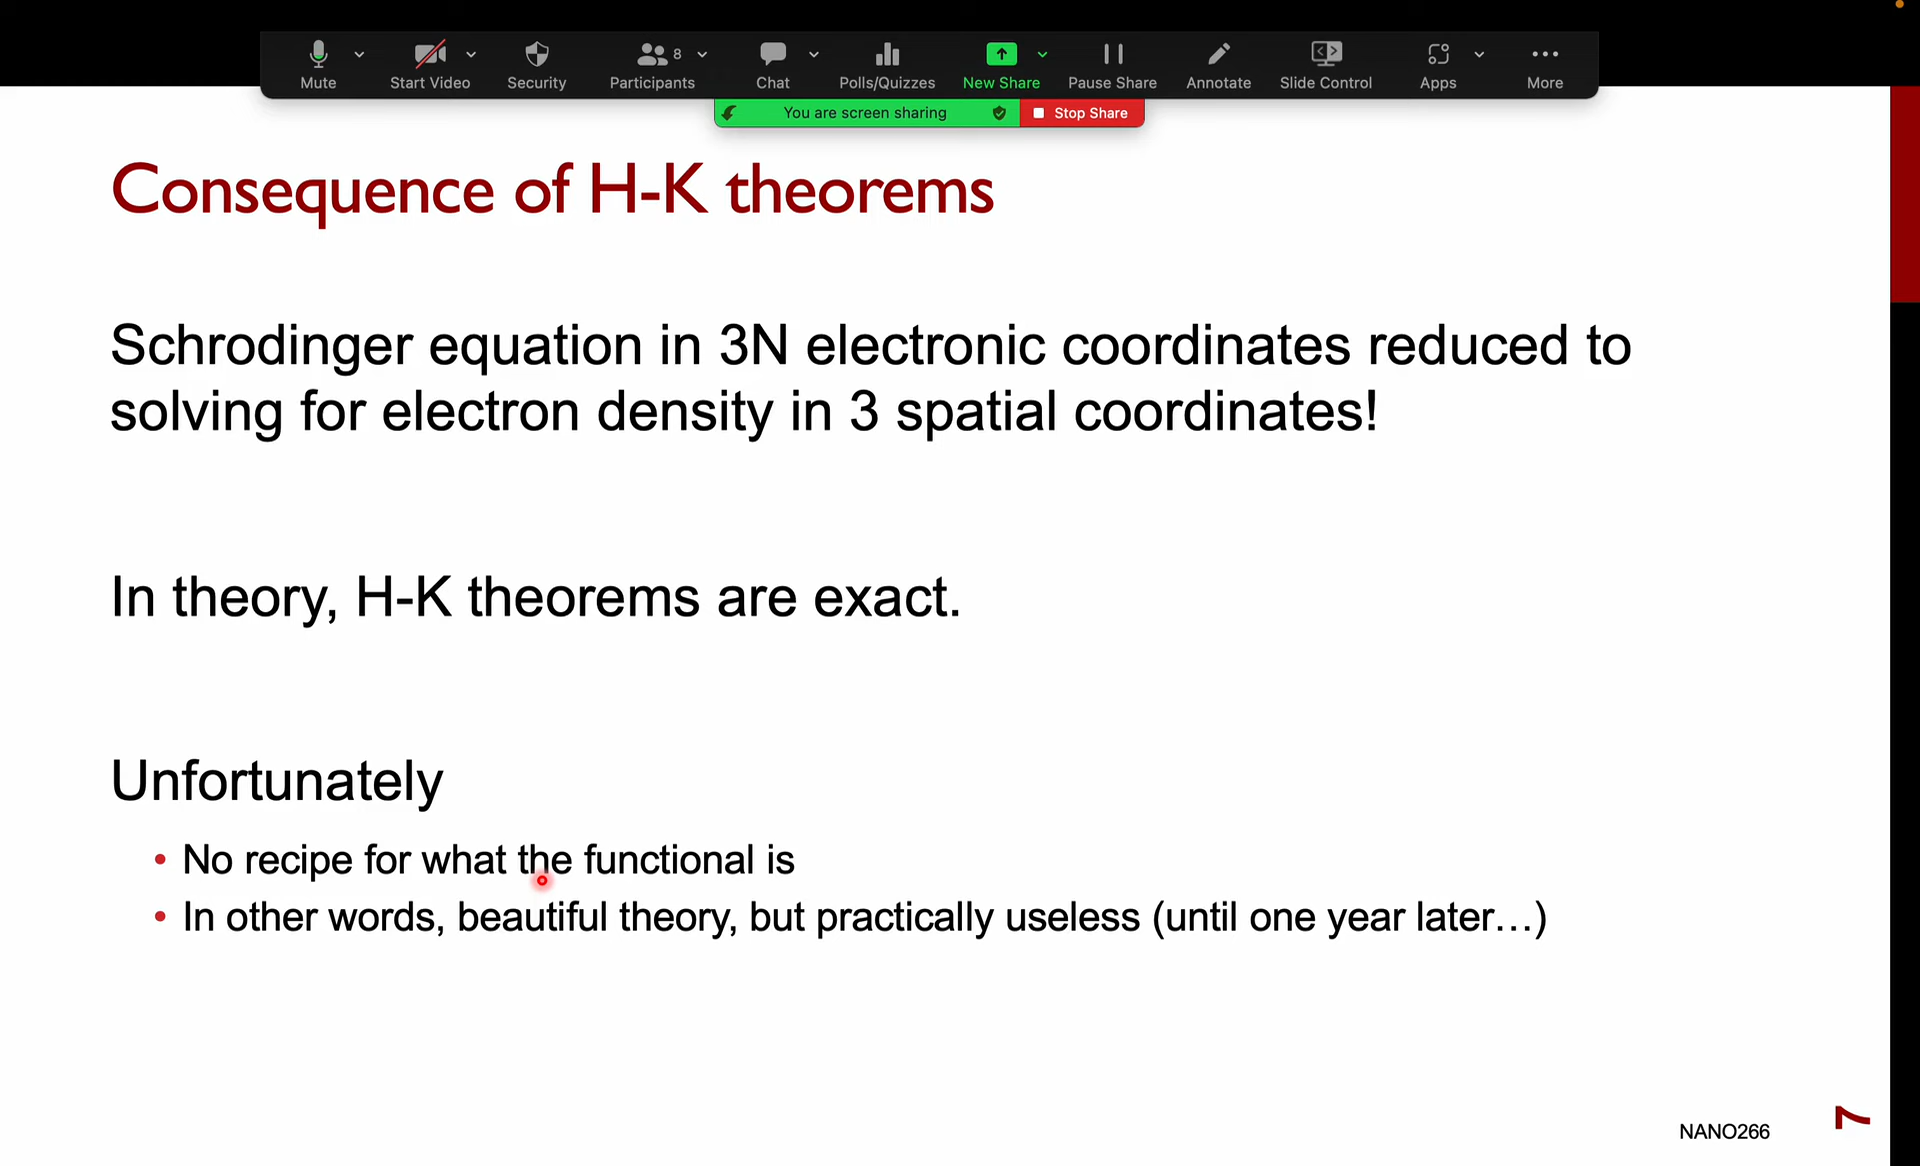 Mute
Start Video
Security
Participants
8
Chat
Polls/Quizzes
New Share
Pause Share
Annotate
Slide Control
Apps
More
You are screen sharing
Stop Share
Consequence of H-K theorems
Schrodinger equation in 3N electronic coordinates reduced to
solving for electron density in 3 spatial coordinates!
In theory, H-K theorems are exact.
Unfortunately
• No recipe for what the functional is
• In other words, beautiful theory, but practically useless (until one year later…)
NANO266
7